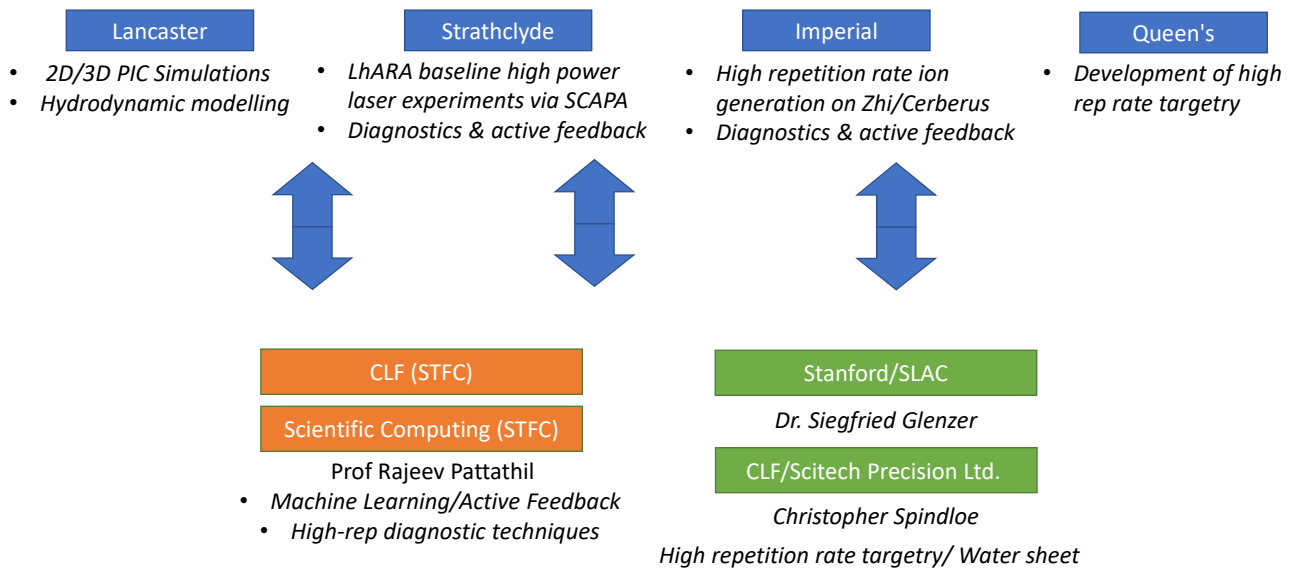 Lancaster
• 2D/3D PIC Simulations
• Hydrodynamic modelling
Strathclyde
• LhARA baseline high power
laser experiments via SCAPA
• Diagnostics & active feedback
Imperial
• High repetition rate ion
generation on Zhi/Cerberus
• Diagnostics & active feedback
Queen's
• Development of high
rep rate targetry
CLF (STFC)
Scientific Computing (STFC)
Prof Rajeev Pattathil
• Machine Learning/Active Feedback
• High-rep diagnostic techniques
Stanford/SLAC
Dr. Siegfried Glenzer
CLF/Scitech Precision Ltd.
Christopher Spindloe
High repetition rate targetry/ Water sheet